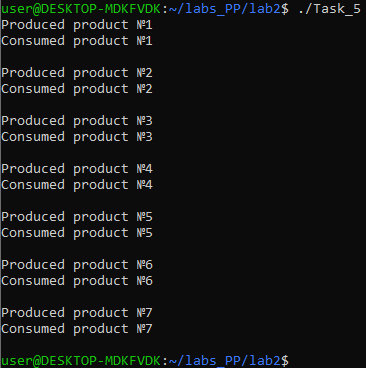 user@DESKTOP-MDKFVDK:~/labs_PP/lab2$ ./Task_5
Produced product №1
Consumed product №1
Produced product №2
Consumed product №2
Produced product №3
Consumed product №3
Produced product №4
Consumed product №4
Produced product №5
Consumed product №5
Produced product №6
Consumed product №6
Produced product №7
Consumed product №7
user@DESKTOP-MDKFVDK:~/labs_PP/lab2$